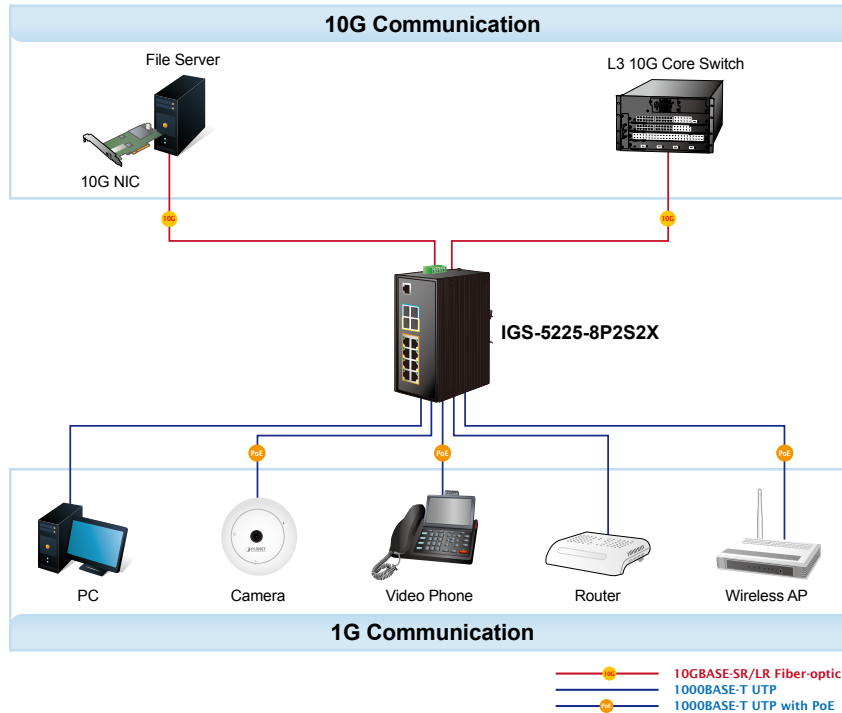 10G Communication
File Server
L3 10G Core Switch
10G NIC
10G
10G
IGS-5225-8P2S2X
PoE
PoE
PoE
PLANET
PC
Camera
Video Phone
Router
Wireless AP
1G Communication
10G
10GBASE-SR/LR Fiber-optic
1000BASE-T UTP
PoE
1000BASE-T UTP with PoE